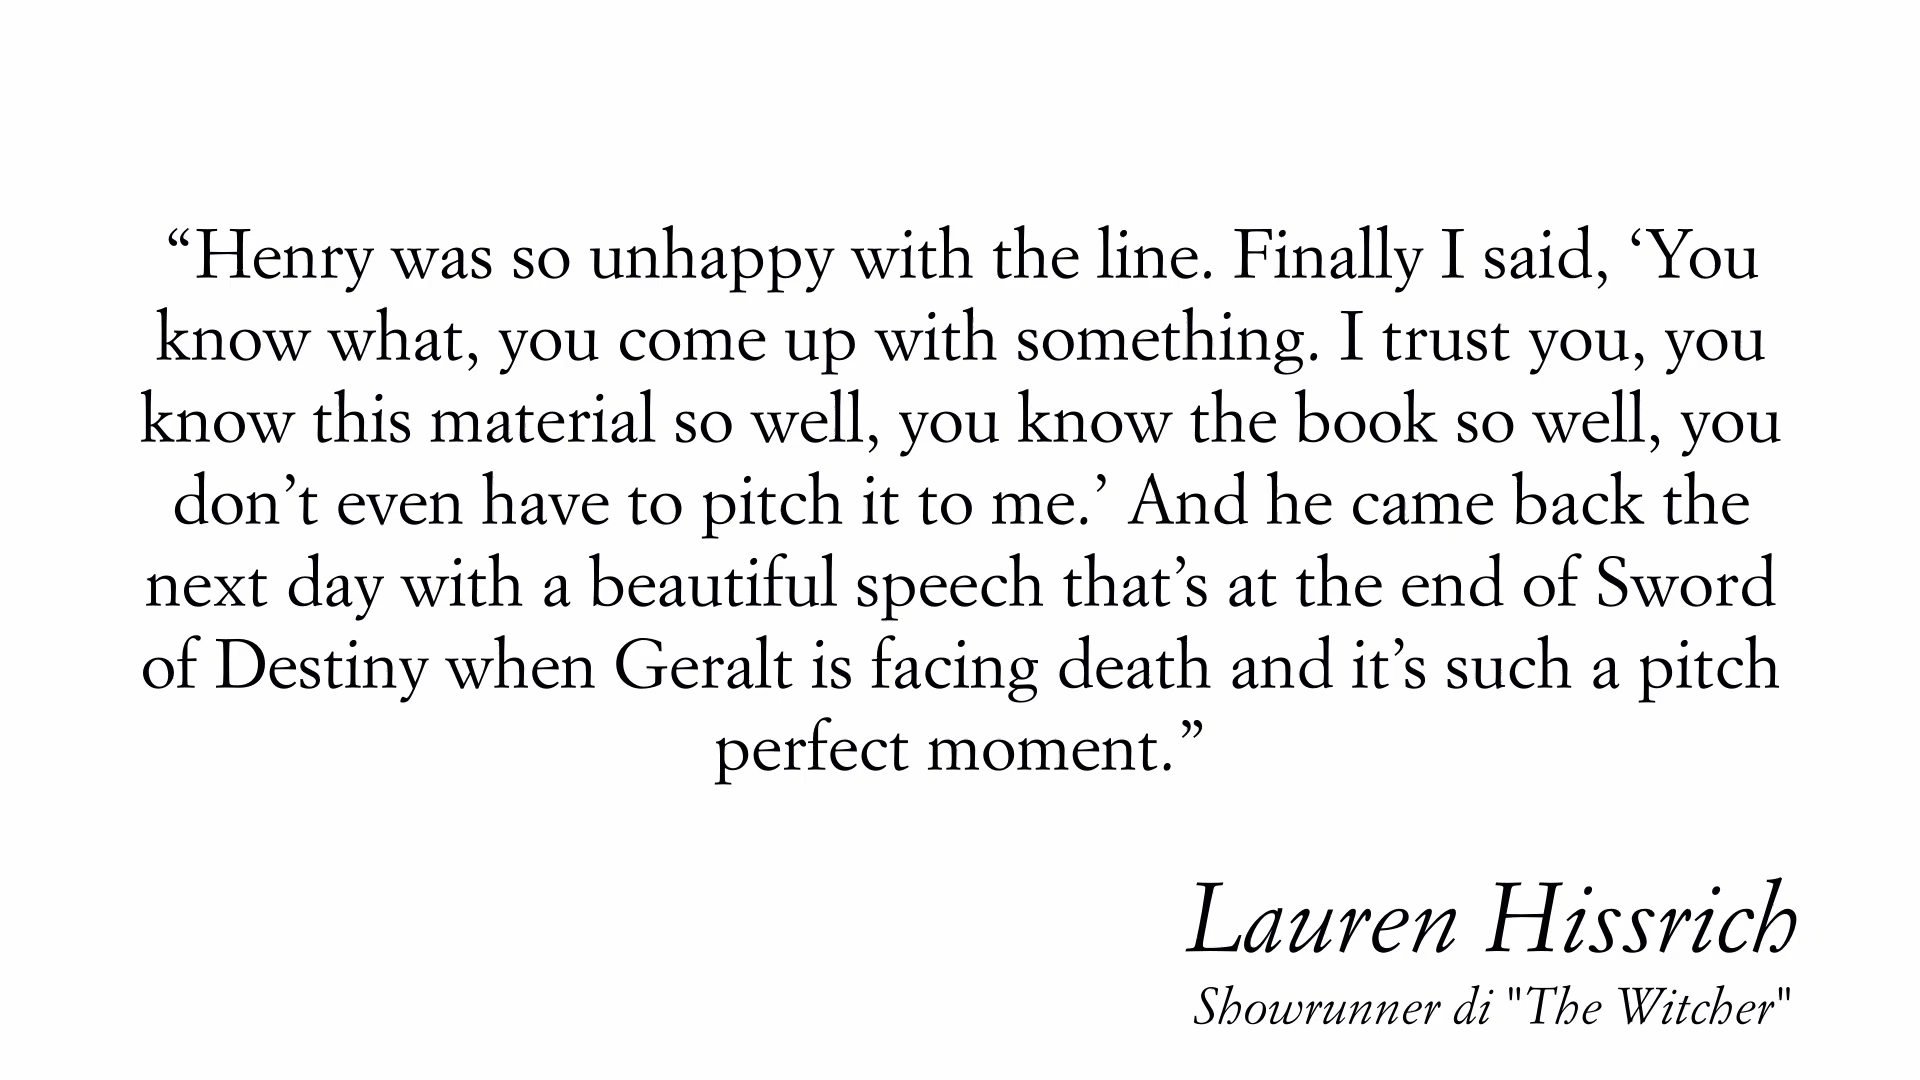 “Henry was so unhappy with the line. Finally I said, ‘You
know what, you come up with something. I trust you, you
know this material so well, you know the book so well, you
don’t even have to pitch it to me.’ And he came back the
next day with a beautiful speech that’s at the end of Sword
of Destiny when Geralt is facing death and it’s such a pitch
perfect moment.”
Lauren Hissrich
Showrunner di "The Witcher"